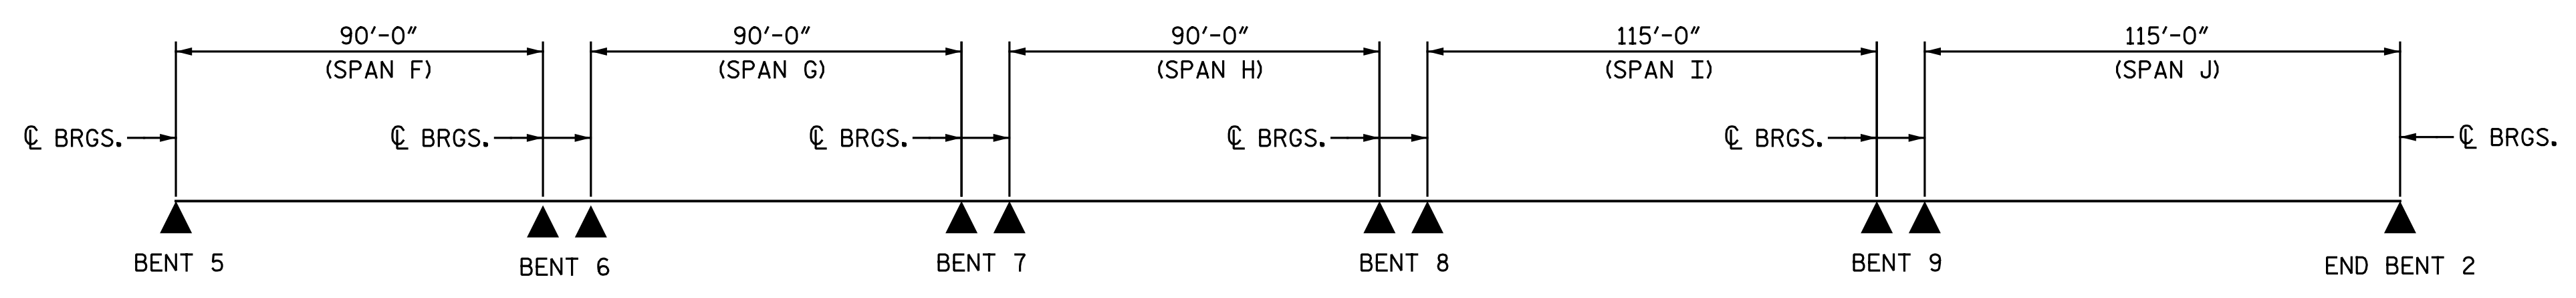 90'-0" 90'-0" 90'-0" 115'-0" 115'-0"
(SPAN F) (SPAN G) (SPAN H) (SPAN I) (SPAN J)
℄ BRGS. ℄ BRGS. ℄ BRGS. ℄ BRGS. ℄ BRGS. ℄ BRGS.
BENT 5 BENT 6 BENT 7 BENT 8 BENT 9 END BENT 2